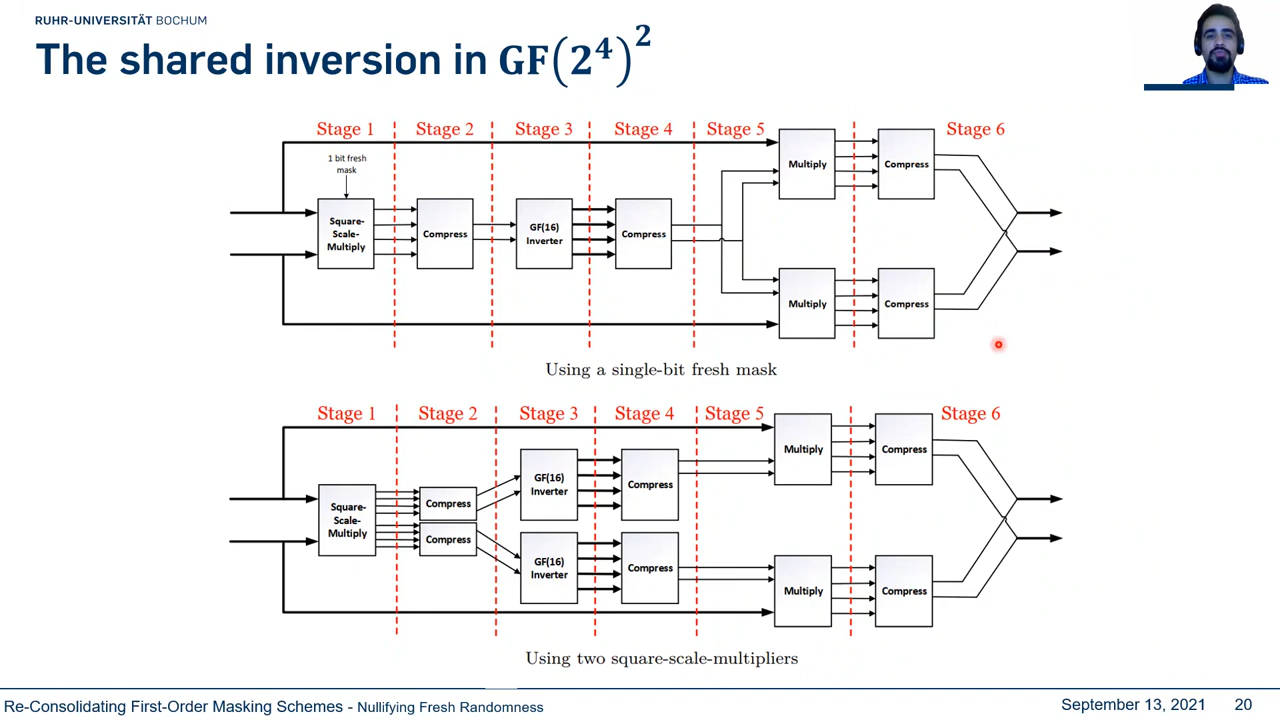 RUHR-UNIVERSITÄT BOCHUM
The shared inversion in GF(2⁴)²
Stage 1
Stage 2
Stage 3
Stage 4
Stage 5
Stage 6
1 bit fresh
mask
Square-
Scale-
Multiply
Compress
GF(16)
Inverter
Compress
Multiply
Compress
Multiply
Compress
Using a single-bit fresh mask
Stage 1
Stage 2
Stage 3
Stage 4
Stage 5
Stage 6
Square-
Scale-
Multiply
Compress
Compress
GF(16)
Inverter
GF(16)
Inverter
Compress
Compress
Multiply
Compress
Multiply
Compress
Using two square-scale-multipliers
Re-Consolidating First-Order Masking Schemes - Nullifying Fresh Randomness
September 13, 2021 20